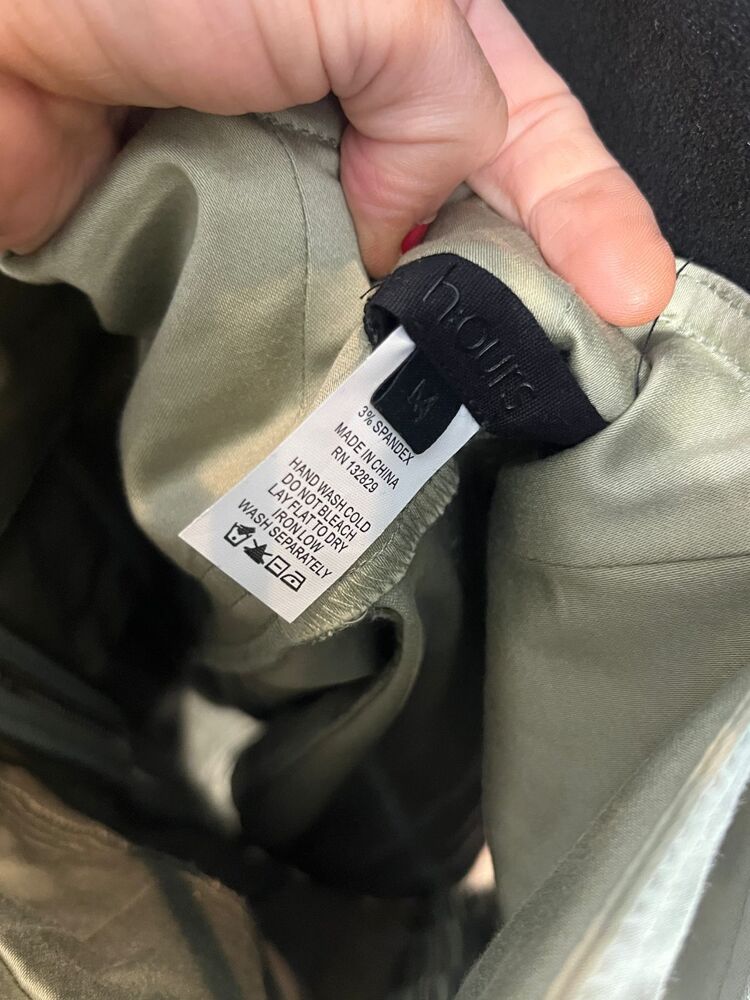 h:ours
M
3% SPANDEX
MADE IN CHINA
RN 132829
HAND WASH COLD
DO NOT BLEACH
LAY FLAT TO DRY
IRON LOW
WASH SEPARATELY